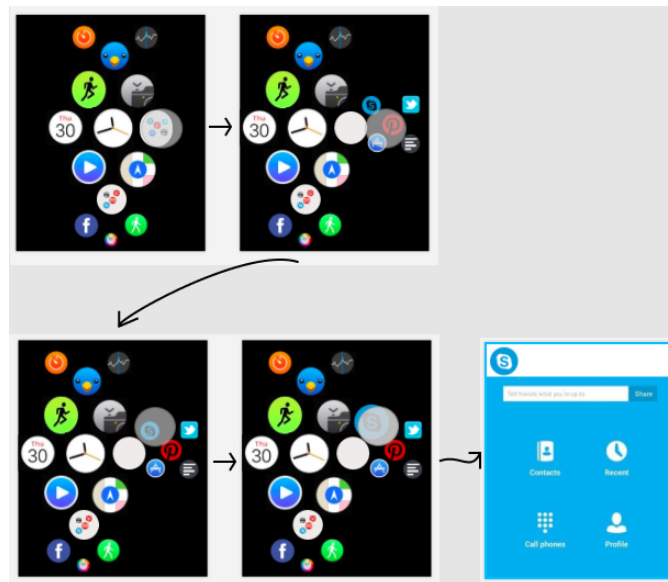 Thu
30
Thu
30
Thu
30
Thu
30
Tell friends what you're up to
Share
Contacts
Recent
Call phones
Profile